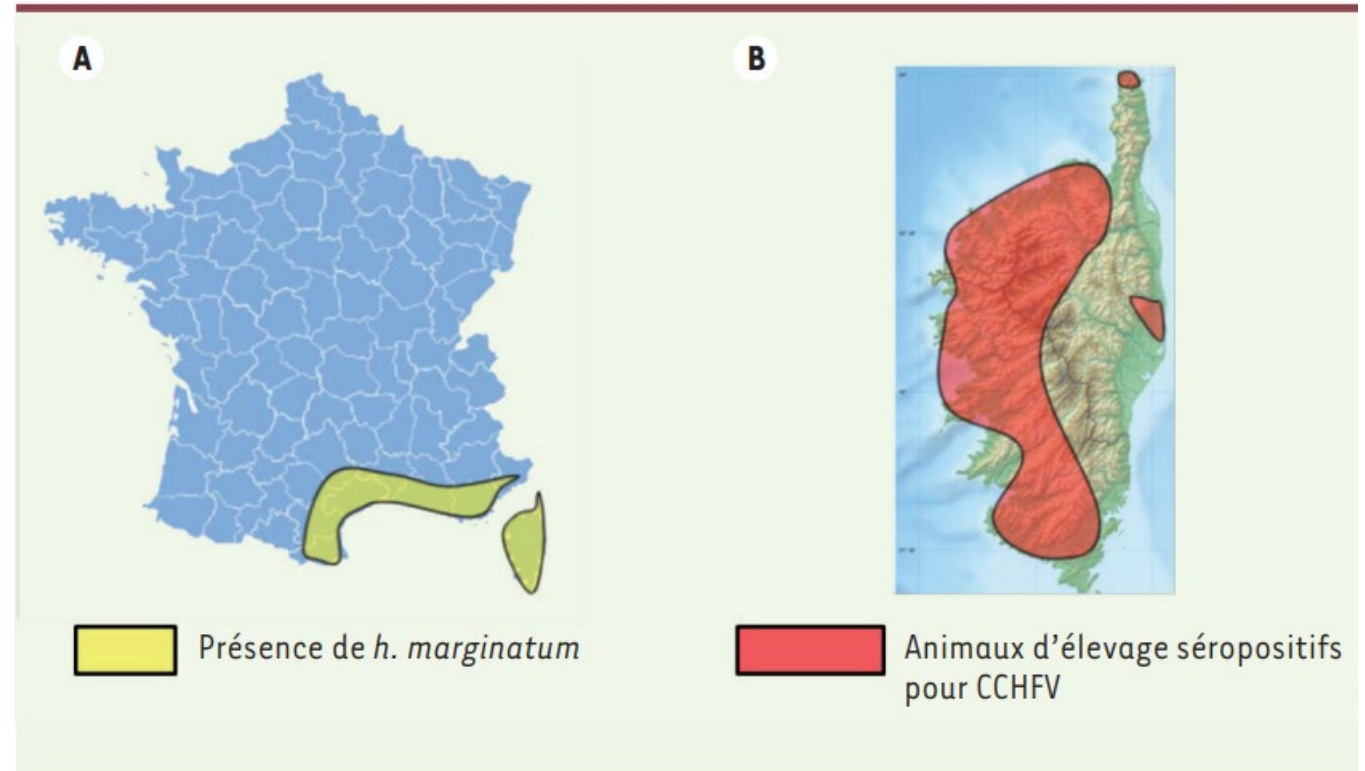 A
B
Présence de h. marginatum
Animaux d'élevage séropositifs
pour CCHFV